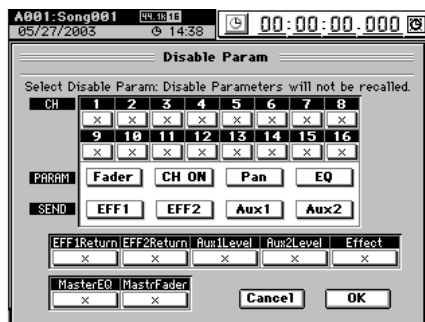 A001:Song001 44.1k16 00:00:00.000
05/27/2003 14:38
Disable Param
Select Disable Param: Disable Parameters will not be recalled.
CH 1 2 3 4 5 6 7 8
× × × × × × × ×
9 10 11 12 13 14 15 16
× × × × × × × ×
PARAM Fader CH ON Pan EQ
SEND EFF1 EFF2 Aux1 Aux2
EFF1Return EFF2Return Aux1Level Aux2Level Effect
× × × × ×
MasterEQ MastrFader
× ×
Cancel OK